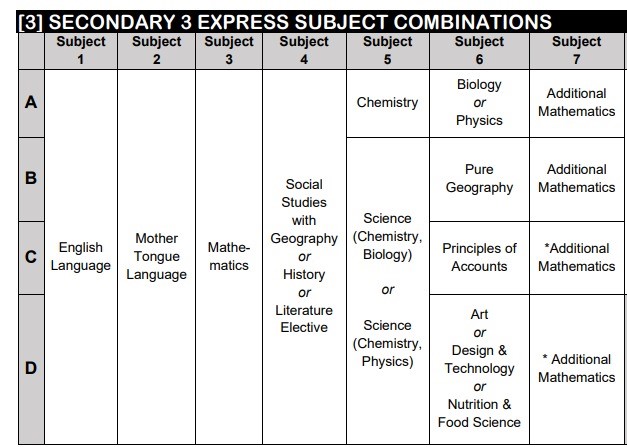 [3] SECONDARY 3 EXPRESS SUBJECT COMBINATIONS
Subject
1
Subject
2
Subject
3
Subject
4
Subject
5
Subject
6
Subject
7
A
B
C
D
English
Language
Mother
Tongue
Language
Mathe-
matics
Social
Studies
with
Geography
or
History
or
Literature
Elective
Chemistry
Science
(Chemistry,
Biology)
or
Science
(Chemistry,
Physics)
Biology
or
Physics
Pure
Geography
Principles of
Accounts
Art
or
Design &
Technology
or
Nutrition &
Food Science
Additional
Mathematics
Additional
Mathematics
*Additional
Mathematics
* Additional
Mathematics